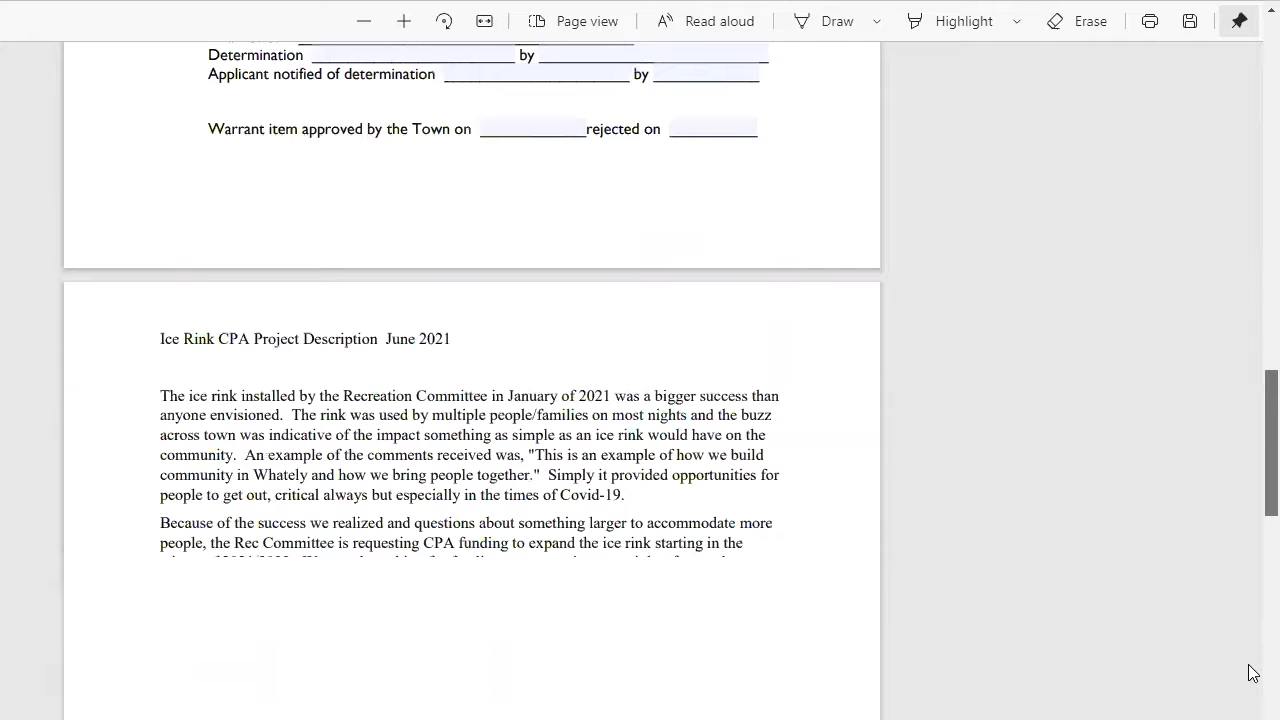 Page view
Read aloud
Draw
Highlight
Erase
Determination by
Applicant notified of determination by
Warrant item approved by the Town on rejected on
Ice Rink CPA Project Description June 2021
The ice rink installed by the Recreation Committee in January of 2021 was a bigger success than
anyone envisioned. The rink was used by multiple people/families on most nights and the buzz
across town was indicative of the impact something as simple as an ice rink would have on the
community. An example of the comments received was, "This is an example of how we build
community in Whately and how we bring people together." Simply it provided opportunities for
people to get out, critical always but especially in the times of Covid-19.
Because of the success we realized and questions about something larger to accommodate more
people, the Rec Committee is requesting CPA funding to expand the ice rink starting in the